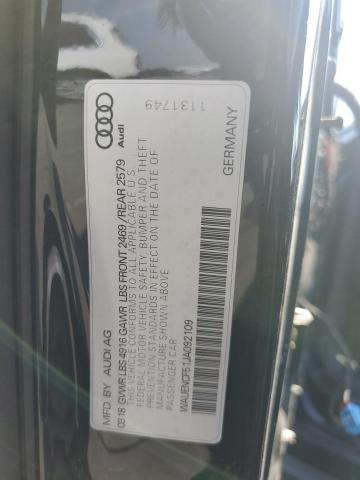 Audi
1131749
MFD. BY AUDI AG GERMANY
03.18 GVWR LBS 4916 GAWR LBS FRONT 2469 / REAR 2579
THIS VEHICLE CONFORMS TO ALL APPLICABLE U S
FEDERAL MOTOR VEHICLE SAFETY, BUMPER AND THEFT
PREVENTION STANDARDS IN EFFECT ON THE DATE OF
MANUFACTURE SHOWN ABOVE
PASSENGER CAR
WAUENCF51JA092109